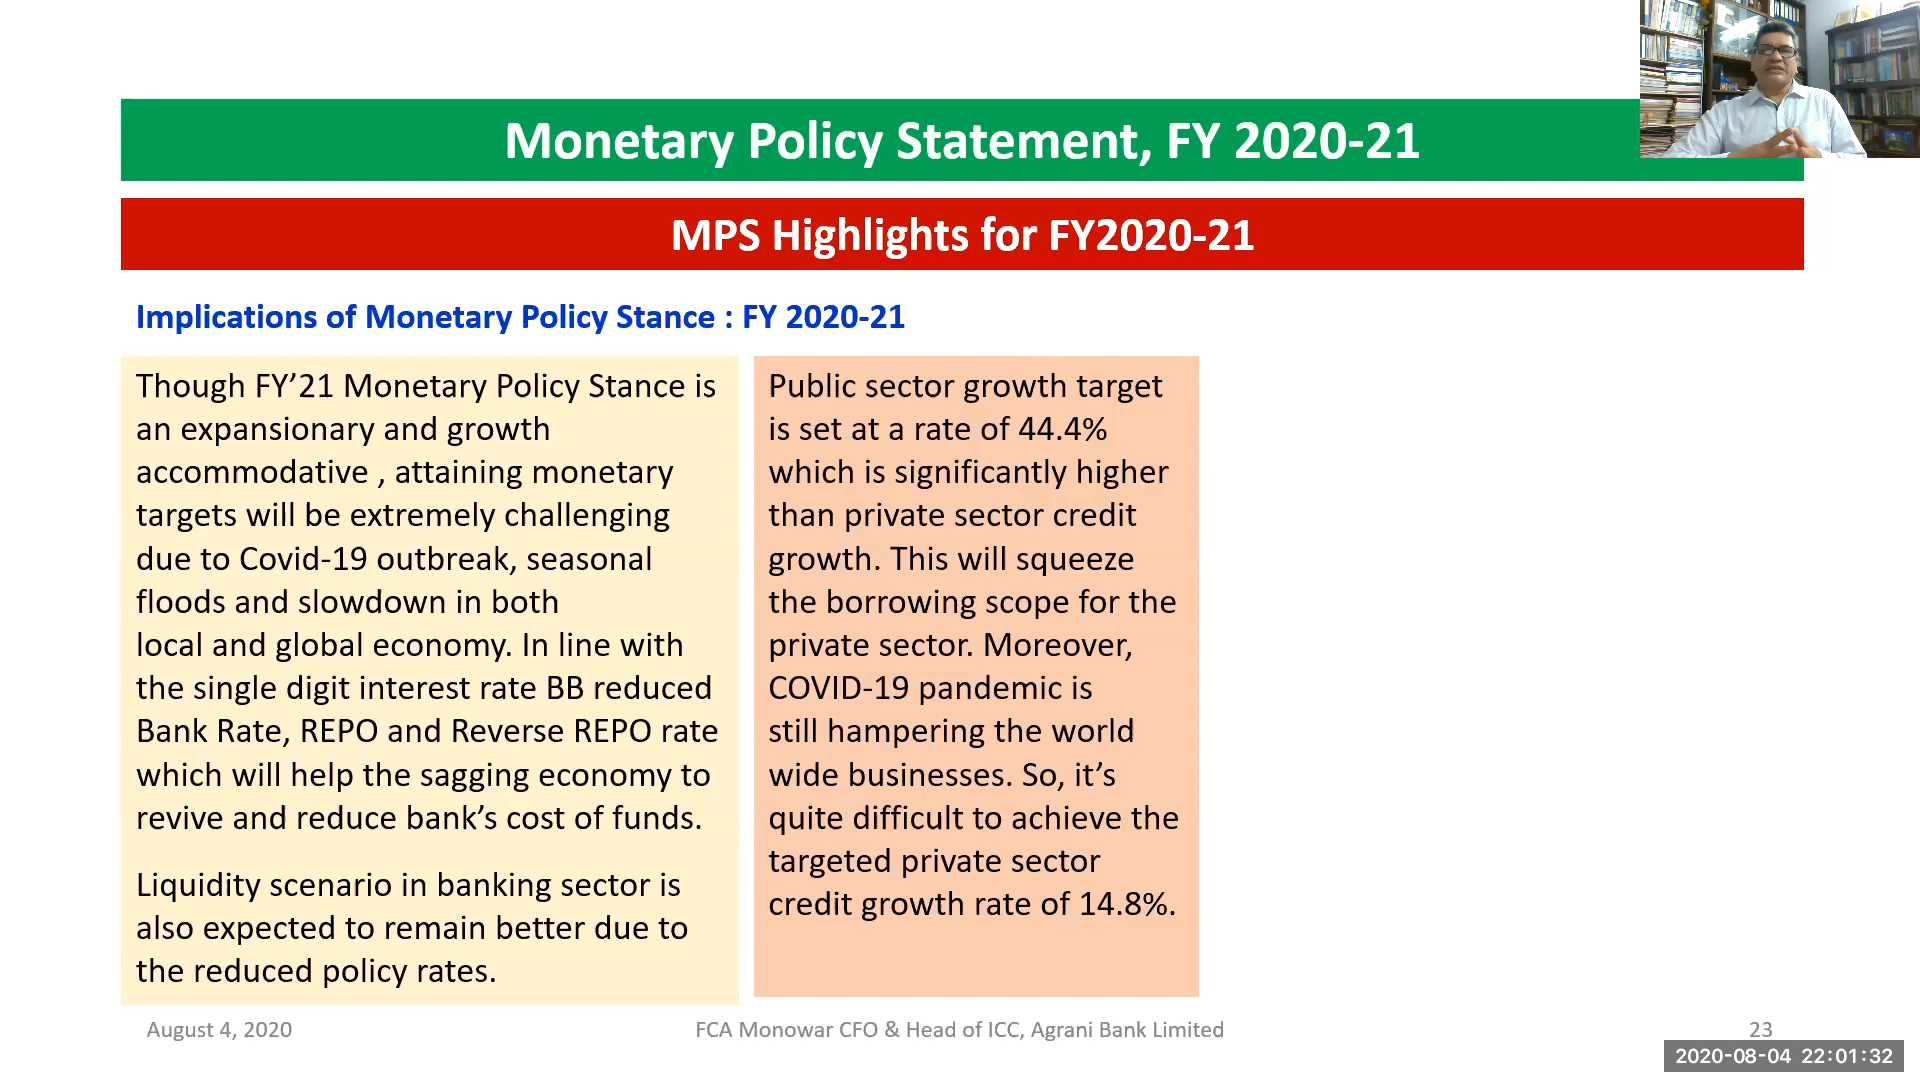 Monetary Policy Statement, FY 2020-21
MPS Highlights for FY2020-21
Implications of Monetary Policy Stance : FY 2020-21
Though FY’21 Monetary Policy Stance is
an expansionary and growth
accommodative , attaining monetary
targets will be extremely challenging
due to Covid-19 outbreak, seasonal
floods and slowdown in both
local and global economy. In line with
the single digit interest rate BB reduced
Bank Rate, REPO and Reverse REPO rate
which will help the sagging economy to
revive and reduce bank’s cost of funds.
Liquidity scenario in banking sector is
also expected to remain better due to
the reduced policy rates.
Public sector growth target
is set at a rate of 44.4%
which is significantly higher
than private sector credit
growth. This will squeeze
the borrowing scope for the
private sector. Moreover,
COVID-19 pandemic is
still hampering the world
wide businesses. So, it’s
quite difficult to achieve the
targeted private sector
credit growth rate of 14.8%.
August 4, 2020
FCA Monowar CFO & Head of ICC, Agrani Bank Limited
23
2020-08-04 22:01:32